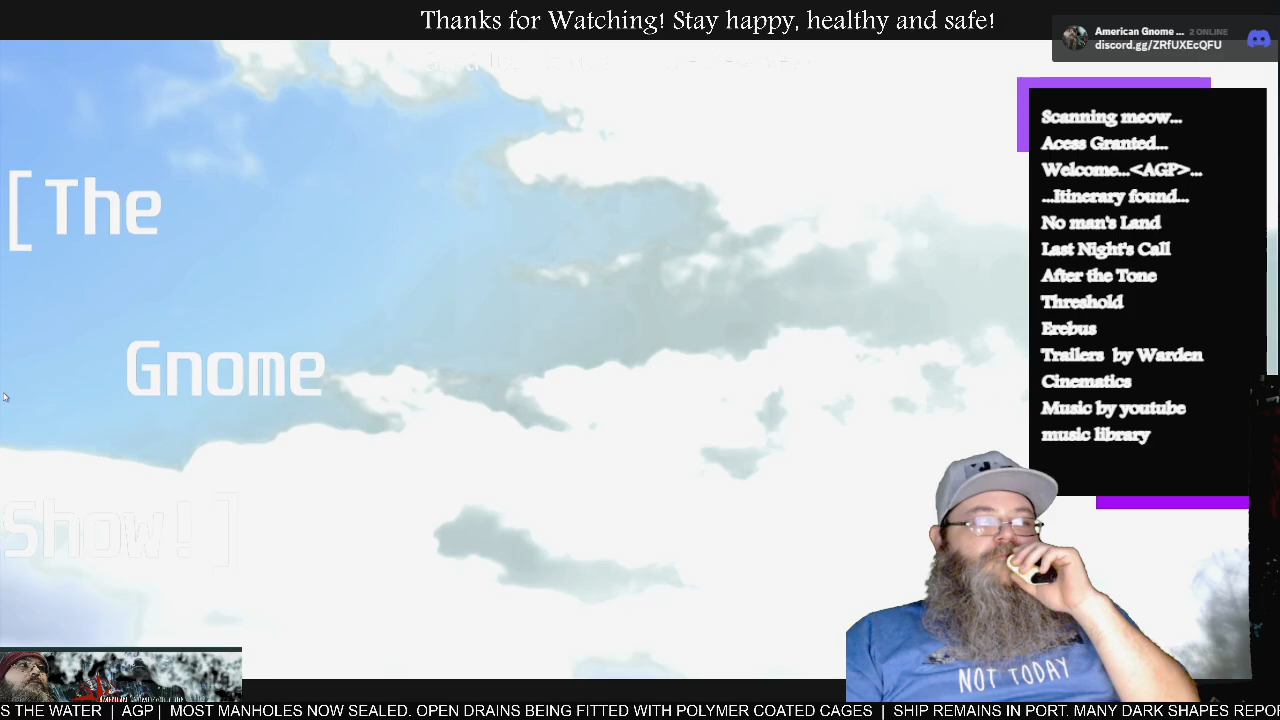 Thanks for Watching! Stay happy, healthy and safe!
American Gnome ... 2 ONLINE
discord.gg/ZRfUXEcQFU
[The
Gnome
Show!]
Scanning meow...
Acess Granted...
Welcome...<AGP>...
...Itinerary found...
No man's Land
Last Night's Call
After the Tone
Threshold
Erebus
Trailers by Warden
Cinematics
Music by youtube
music library
NOT TODAY
S THE WATER | AGP | MOST MANHOLES NOW SEALED. OPEN DRAINS BEING FITTED WITH POLYMER COATED CAGES | SHIP REMAINS IN PORT. MANY DARK SHAPES REPO